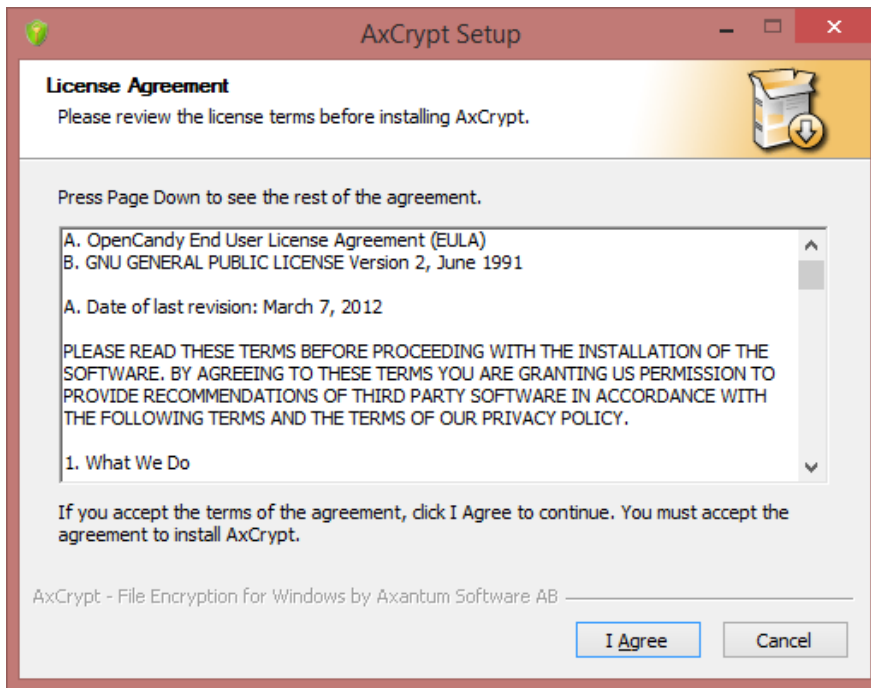 AxCrypt Setup
License Agreement
Please review the license terms before installing AxCrypt.
Press Page Down to see the rest of the agreement.
A. OpenCandy End User License Agreement (EULA)
B. GNU GENERAL PUBLIC LICENSE Version 2, June 1991
A. Date of last revision: March 7, 2012
PLEASE READ THESE TERMS BEFORE PROCEEDING WITH THE INSTALLATION OF THE
SOFTWARE. BY AGREEING TO THESE TERMS YOU ARE GRANTING US PERMISSION TO
PROVIDE RECOMMENDATIONS OF THIRD PARTY SOFTWARE IN ACCORDANCE WITH
THE FOLLOWING TERMS AND THE TERMS OF OUR PRIVACY POLICY.
1. What We Do
If you accept the terms of the agreement, click I Agree to continue. You must accept the
agreement to install AxCrypt.
AxCrypt - File Encryption for Windows by Axantum Software AB
I Agree
Cancel